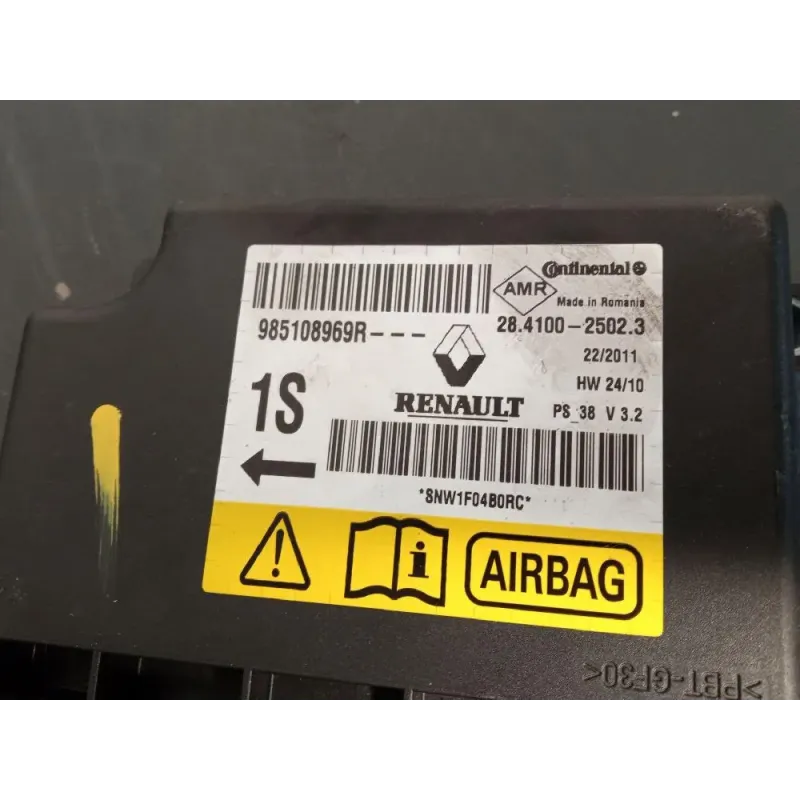 Continental
AMR
Made in Romania
985108969R---
28.4100-2502.3
22/2011
1S
HW 24/10
RENAULT
PS_38 V 3.2
*SNW1F04B0RC*
i
AIRBAG
>PBT-GF30<